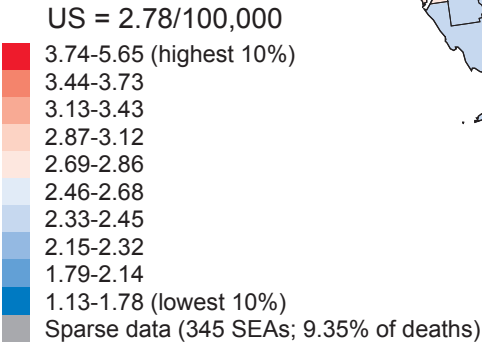 US = 2.78/100,000
3.74-5.65 (highest 10%)
3.44-3.73
3.13-3.43
2.87-3.12
2.69-2.86
2.46-2.68
2.33-2.45
2.15-2.32
1.79-2.14
1.13-1.78 (lowest 10%)
Sparse data (345 SEAs; 9.35% of deaths)